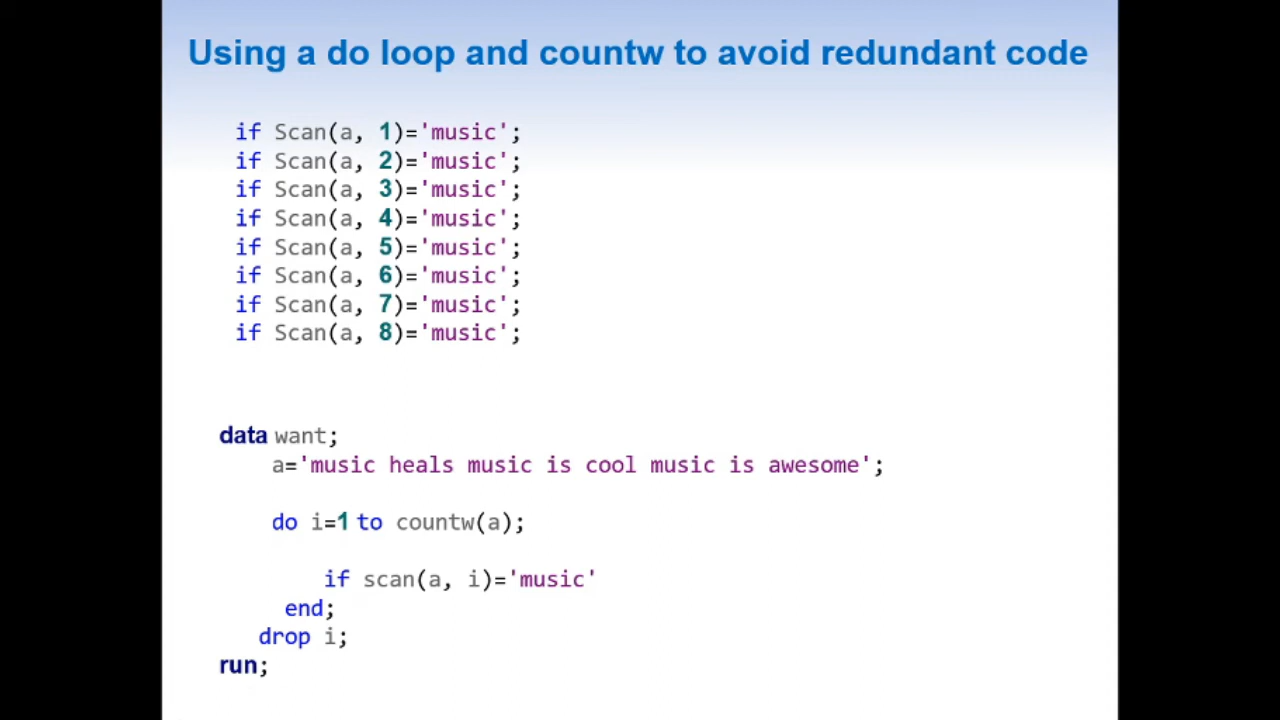 Using a do loop and countw to avoid redundant code
if Scan(a, 1)='music';
if Scan(a, 2)='music';
if Scan(a, 3)='music';
if Scan(a, 4)='music';
if Scan(a, 5)='music';
if Scan(a, 6)='music';
if Scan(a, 7)='music';
if Scan(a, 8)='music';
data want;
a='music heals music is cool music is awesome';
do i=1 to countw(a);
if scan(a, i)='music'
end;
drop i;
run;